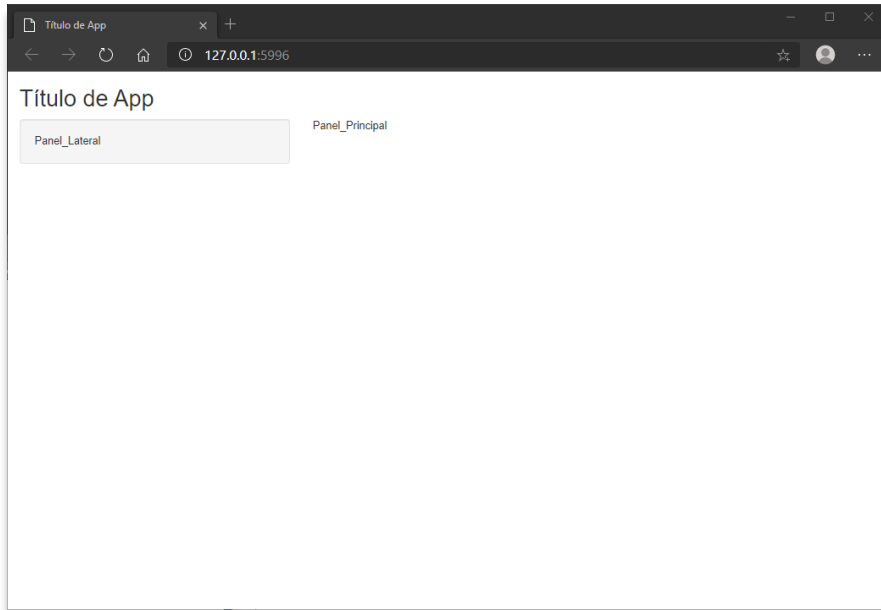 Título de App
127.0.0.1:5996
Título de App
Panel_Lateral
Panel_Principal